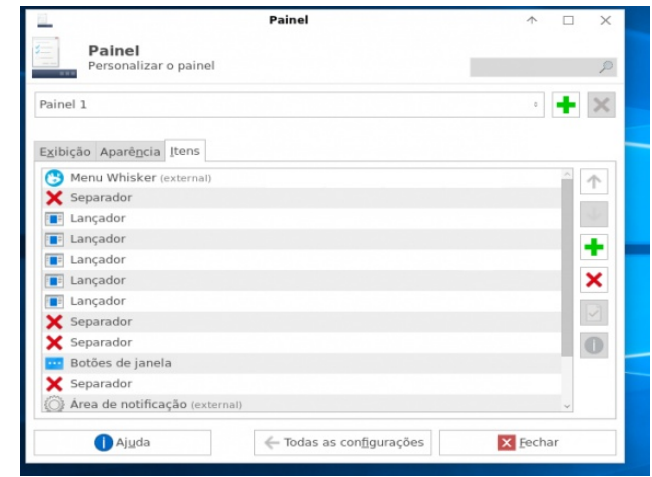 Painel
Painel
Personalizar o painel
Painel 1
Exibição Aparência Itens
Menu Whisker (external)
Separador
Lançador
Lançador
Lançador
Lançador
Lançador
Separador
Separador
Botões de janela
Separador
Área de notificação (external)
Ajuda
Todas as configurações
Fechar